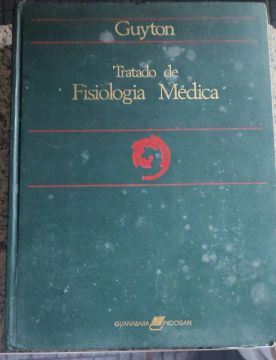 Guyton
Tratado de
Fisiologia Médica
GUANABARA KOOGAN